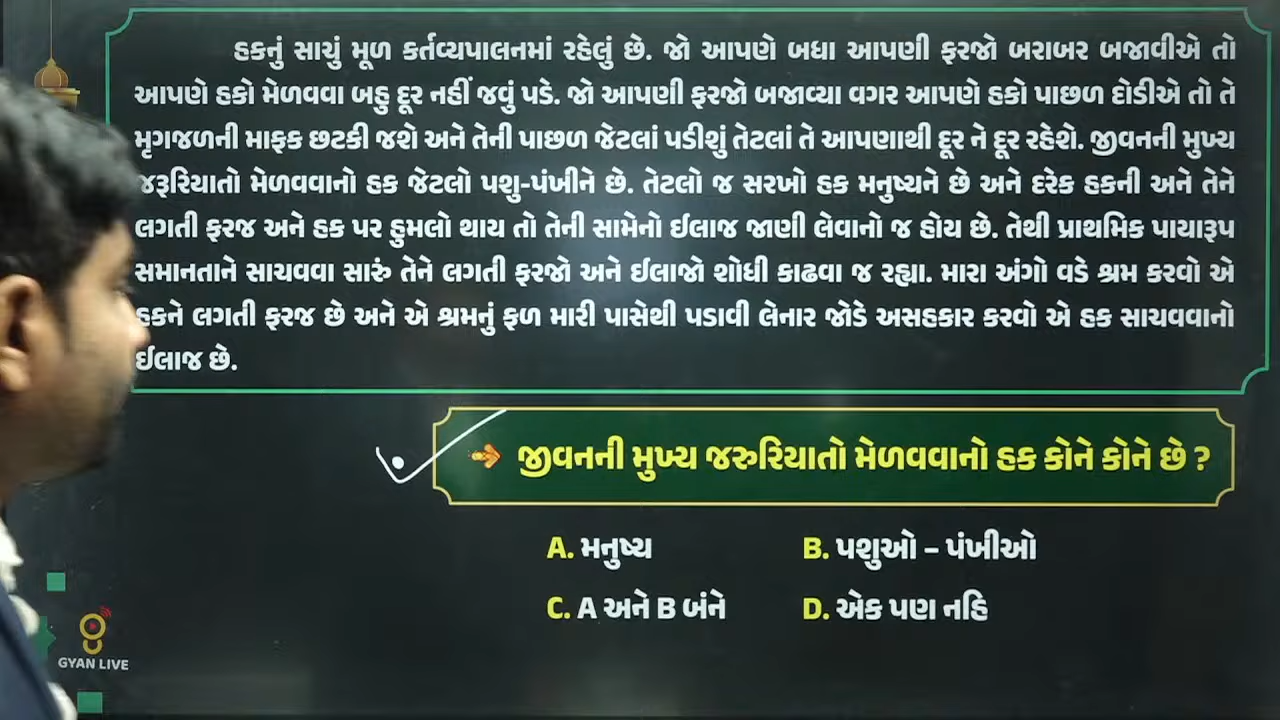 હકનું સાચું મૂળ કર્તવ્યપાલનમાં રહેલું છે. જો આપણે બધા આપણી ફરજો બરાબર બજાવીએ તો
આપણે હકો મેળવવા બહુ દૂર નહીં જવું પડે. જો આપણી ફરજો બજાવ્યા વગર આપણે હકો પાછળ દોડીએ તો તે
મૃગજળની માફક છટકી જશે અને તેની પાછળ જેટલાં પડીશું તેટલાં તે આપણાથી દૂર ને દૂર રહેશે. જીવનની મુખ્ય
જરૂરિયાતો મેળવવાનો હક જેટલો પશુ-પંખીને છે. તેટલો જ સરખો હક મનુષ્યને છે અને દરેક હકની અને તેને
લગતી ફરજ અને હક પર હુમલો થાય તો તેની સામેનો ઈલાજ જાણી લેવાનો જ હોય છે. તેથી પ્રાથમિક પાયારૂપ
સમાનતાને સાચવવા સારું તેને લગતી ફરજો અને ઈલાજો શોધી કાઢવા જ રહ્યા. મારા અંગો વડે શ્રમ કરવો એ
હકને લગતી ફરજ છે અને એ શ્રમનું ફળ મારી પાસેથી પડાવી લેનાર જોડે અસહકાર કરવો એ હક સાચવવાનો
ઈલાજ છે.
જીવનની મુખ્ય જરુરિયાતો મેળવવાનો હક કોને કોને છે ?
A. મનુષ્ય B. પશુઓ – પંખીઓ
C. A અને B બંને D. એક પણ નહિ
GYAN LIVE